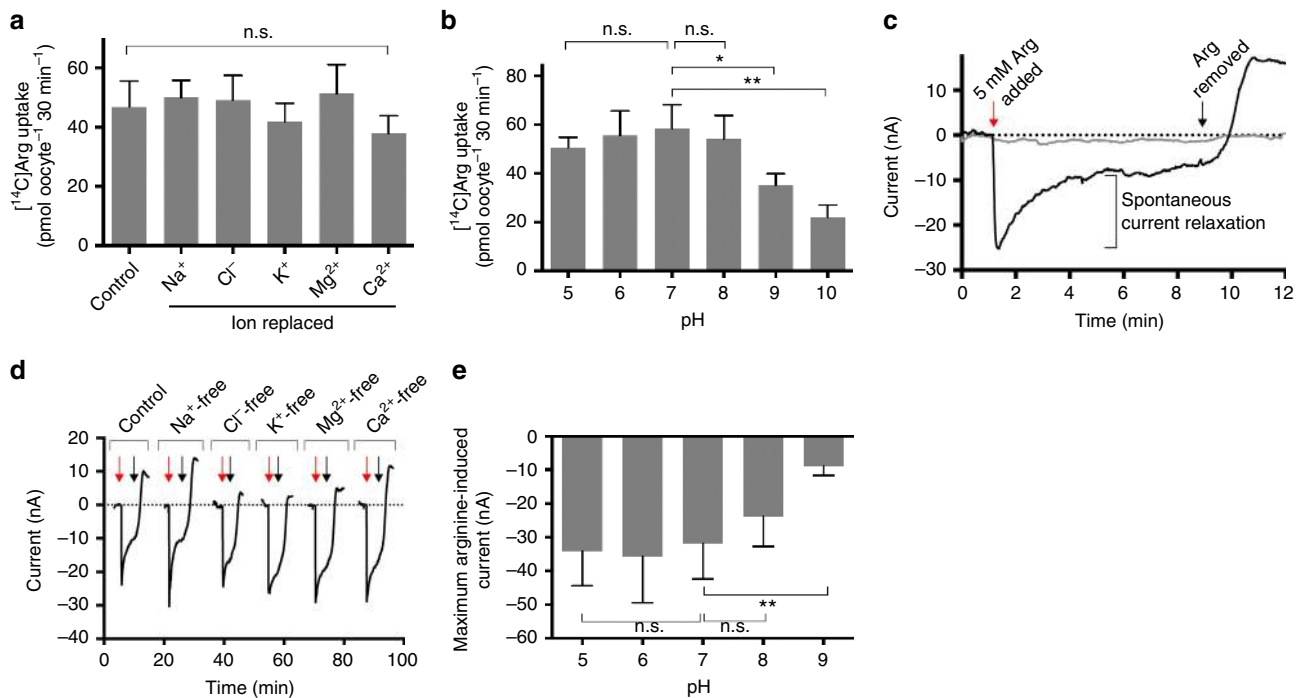 a
n.s.
[¹⁴C]Arg uptake
(pmol oocyte⁻¹ 30 min⁻¹)
60
40
20
0
Control
Na⁺
Cl⁻
K⁺
Mg²⁺
Ca²⁺
Ion replaced
b
n.s.
n.s.
*
**
[¹⁴C]Arg uptake
(pmol oocyte⁻¹ 30 min⁻¹)
80
60
40
20
0
5 6 7 8 9 10
pH
c
5 mM Arg
added
Arg
removed
Current (nA)
10
0
–10
–20
–30
Spontaneous
current relaxation
0 2 4 6 8 10 12
Time (min)
d
Control
Na⁺-free
Cl⁻-free
K⁺-free
Mg²⁺-free
Ca²⁺-free
Current (nA)
20
10
0
–10
–20
–30
–40
0 20 40 60 80 100
Time (min)
e
Maximum arginine-induced
current (nA)
0
–10
–20
–30
–40
–50
–60
**
n.s.
n.s.
5 6 7 8 9
pH